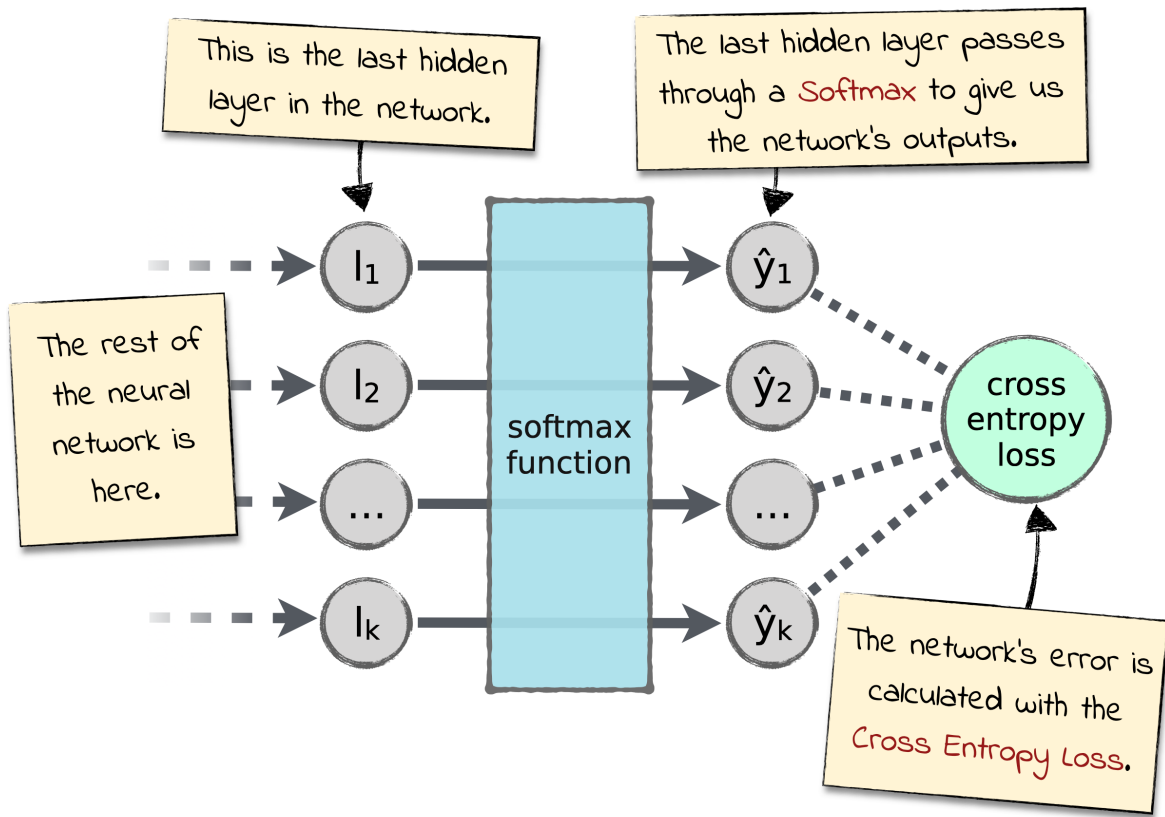 This is the last hidden
layer in the network.
The last hidden layer passes
through a Softmax to give us
the network's outputs.
l1
ŷ1
The rest of
the neural
network is
here.
l2
ŷ2
cross
entropy
loss
softmax
function
...
...
lk
ŷk
The network's error is
calculated with the
Cross Entropy Loss.